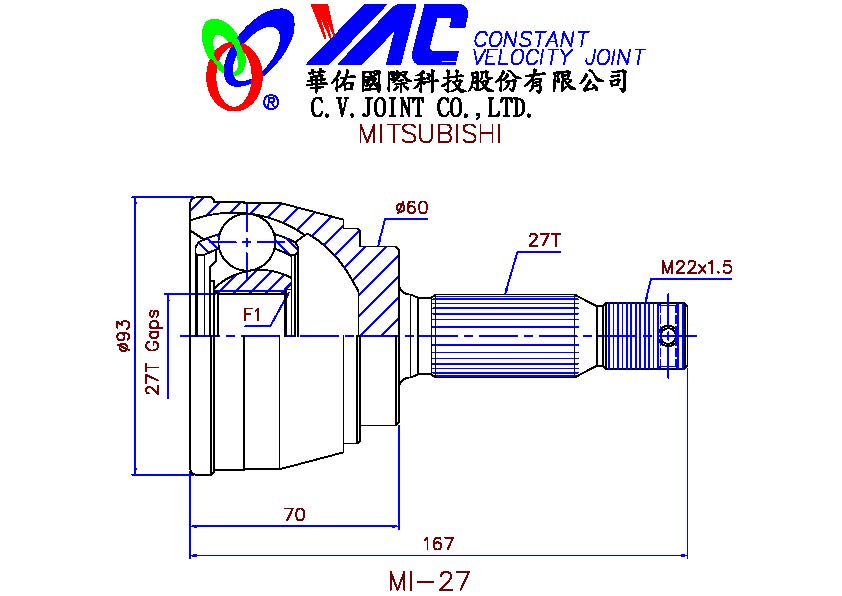 YAC CONSTANT
VELOCITY JOINT
®
華佑國際科技股份有限公司
C.V.JOINT CO.,LTD.
MITSUBISHI
ø60
27T
M22x1.5
F1
ø93
27T Gaps
70
167
MI-27